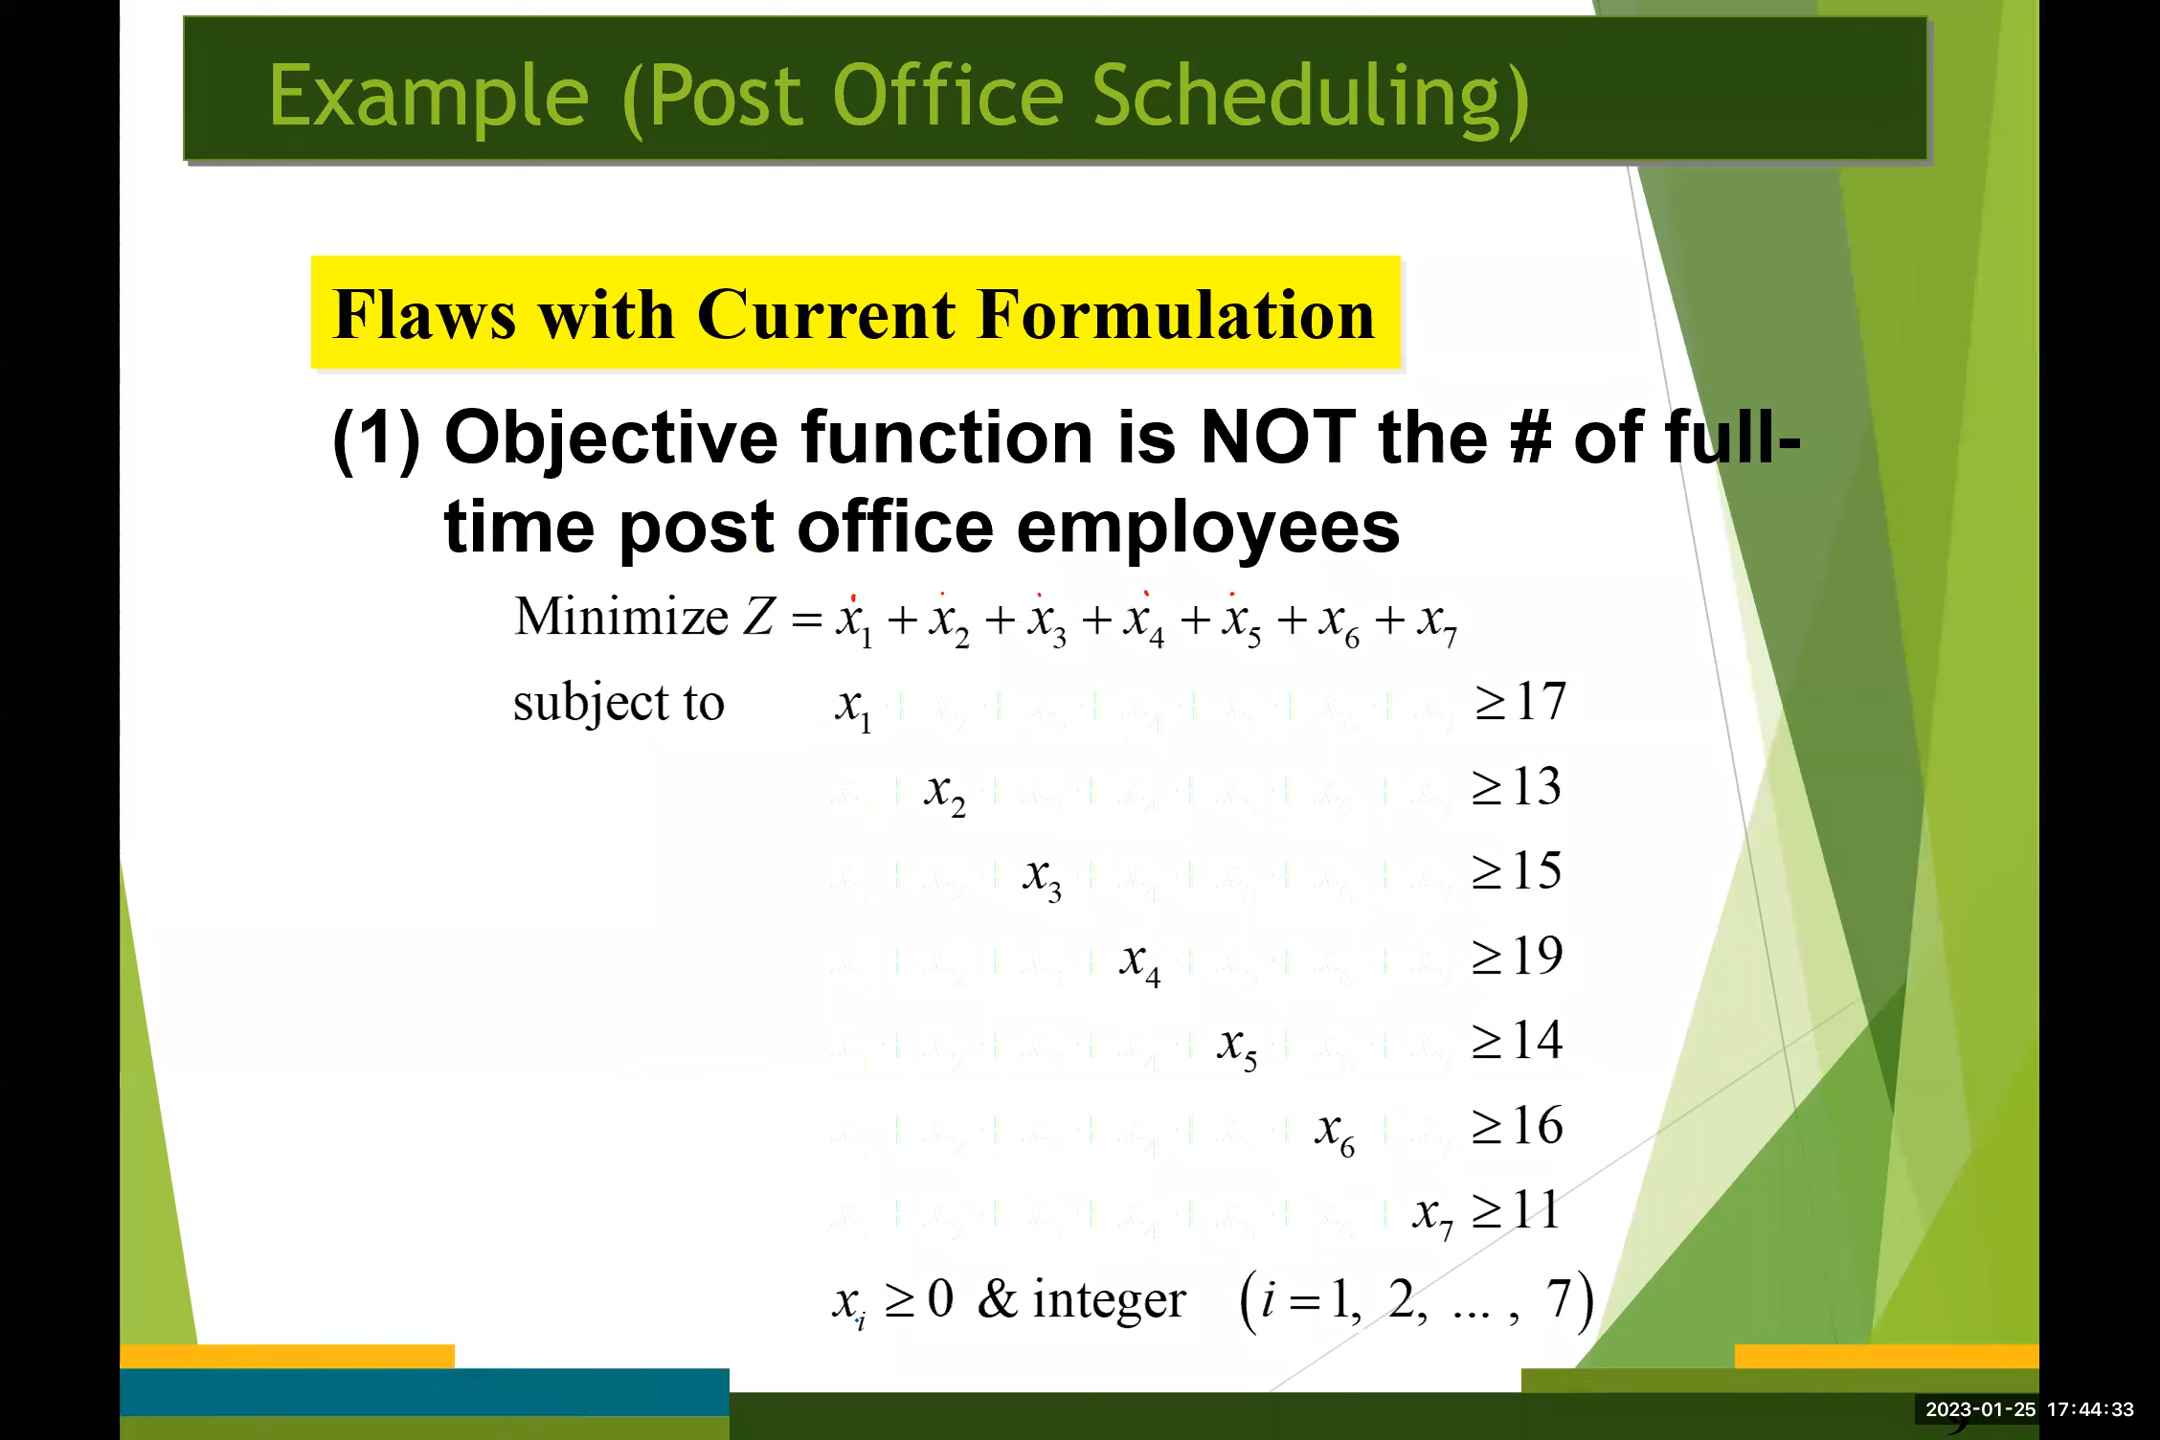 Example (Post Office Scheduling)
Flaws with Current Formulation
(1) Objective function is NOT the # of full-
time post office employees
Minimize Z = x₁ + x₂ + x₃ + x₄ + x₅ + x₆ + x₇
subject to x₁ ≥ 17
x₂ ≥ 13
x₃ ≥ 15
x₄ ≥ 19
x₅ ≥ 14
x₆ ≥ 16
x₇ ≥ 11
xᵢ ≥ 0 & integer (i = 1, 2, ... , 7)
2023-01-25 17:44:33